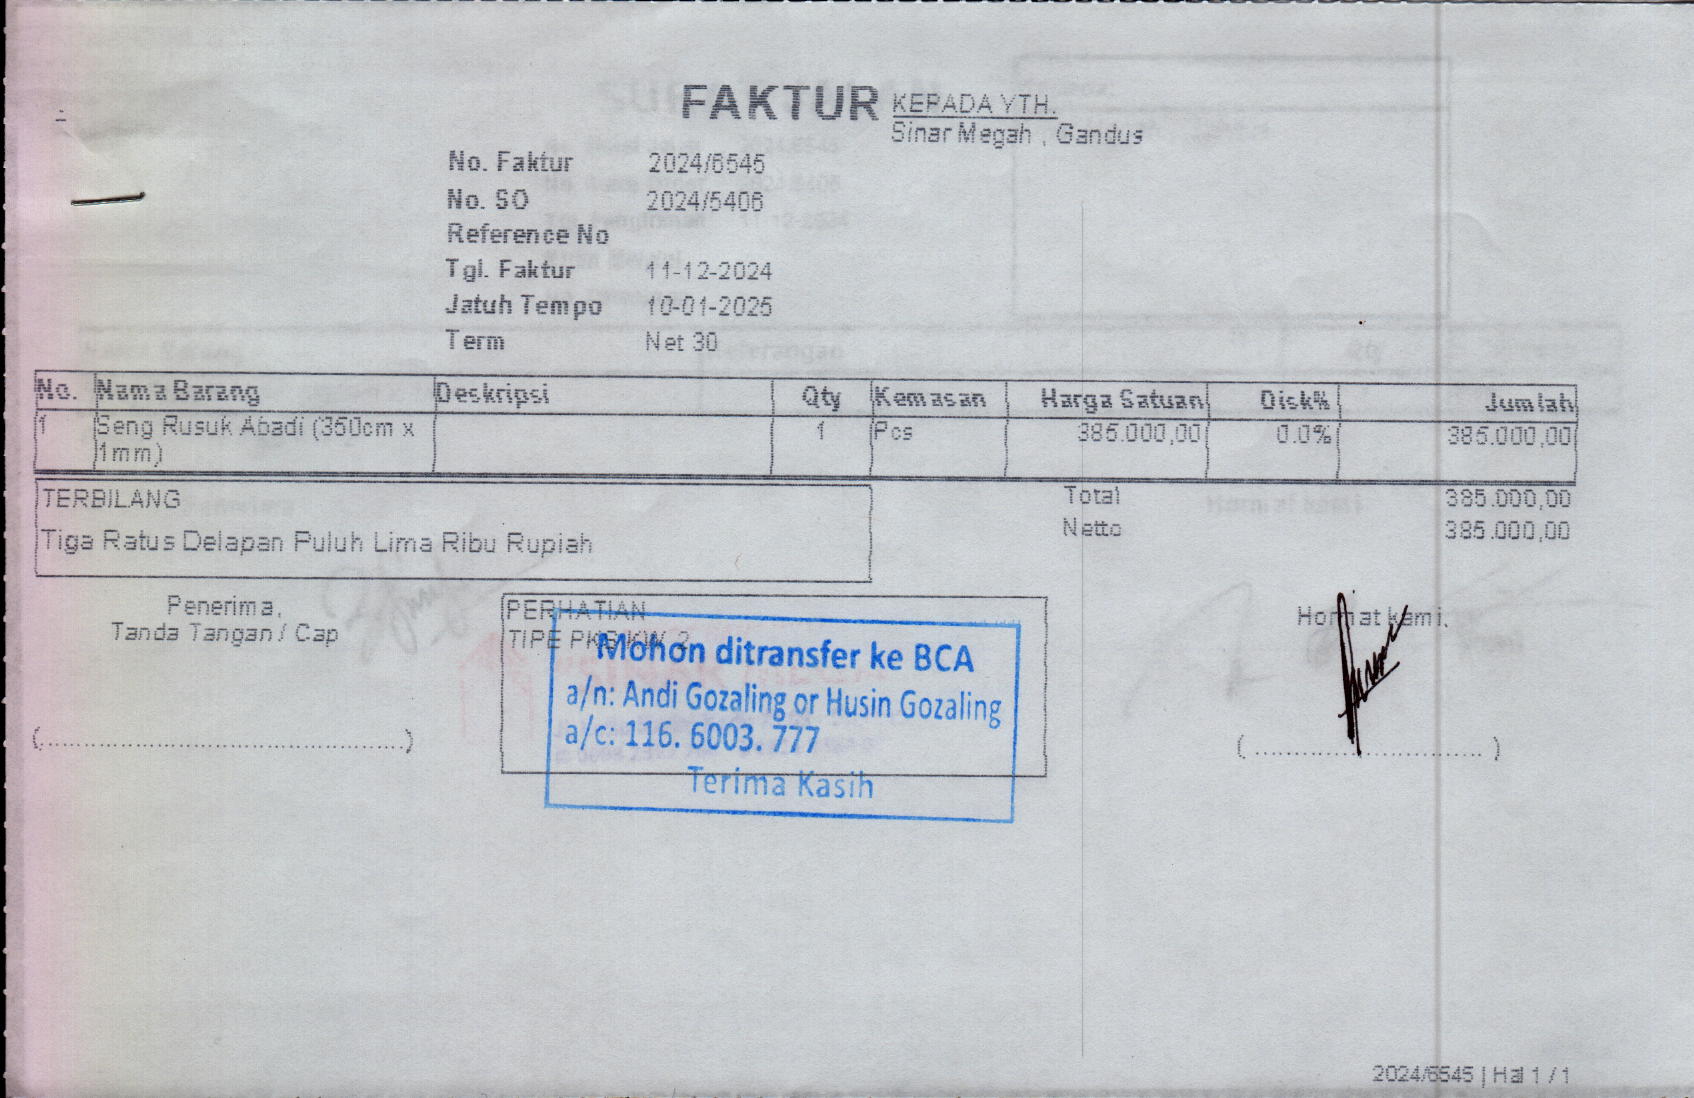 FAKTUR
KEPADA YTH.
Sinar Megah , Gandus
No. Faktur 2024/6545
No. SO 2024/5406
Reference No
Tgl. Faktur 11-12-2024
Jatuh Tempo 10-01-2025
Term Net 30
No. Nama Barang Deskripsi Qty Kemasan Harga Satuan Disk% Jumlah
1 Seng Rusuk Abadi (350cm x 1 Pcs 385.000,00 0.0% 385.000,00
1mm)
TERBILANG
Tiga Ratus Delapan Puluh Lima Ribu Rupiah
Total 385.000,00
Netto 385.000,00
Penerima,
Tanda Tangan / Cap
(............................................)
PERHATIAN
TIPE PKG KW 2
Mohon ditransfer ke BCA
a/n: Andi Gozaling or Husin Gozaling
a/c: 116. 6003. 777
Terima Kasih
Hormat kami,
( ............................ )
2024/6545 | Hal 1 / 1